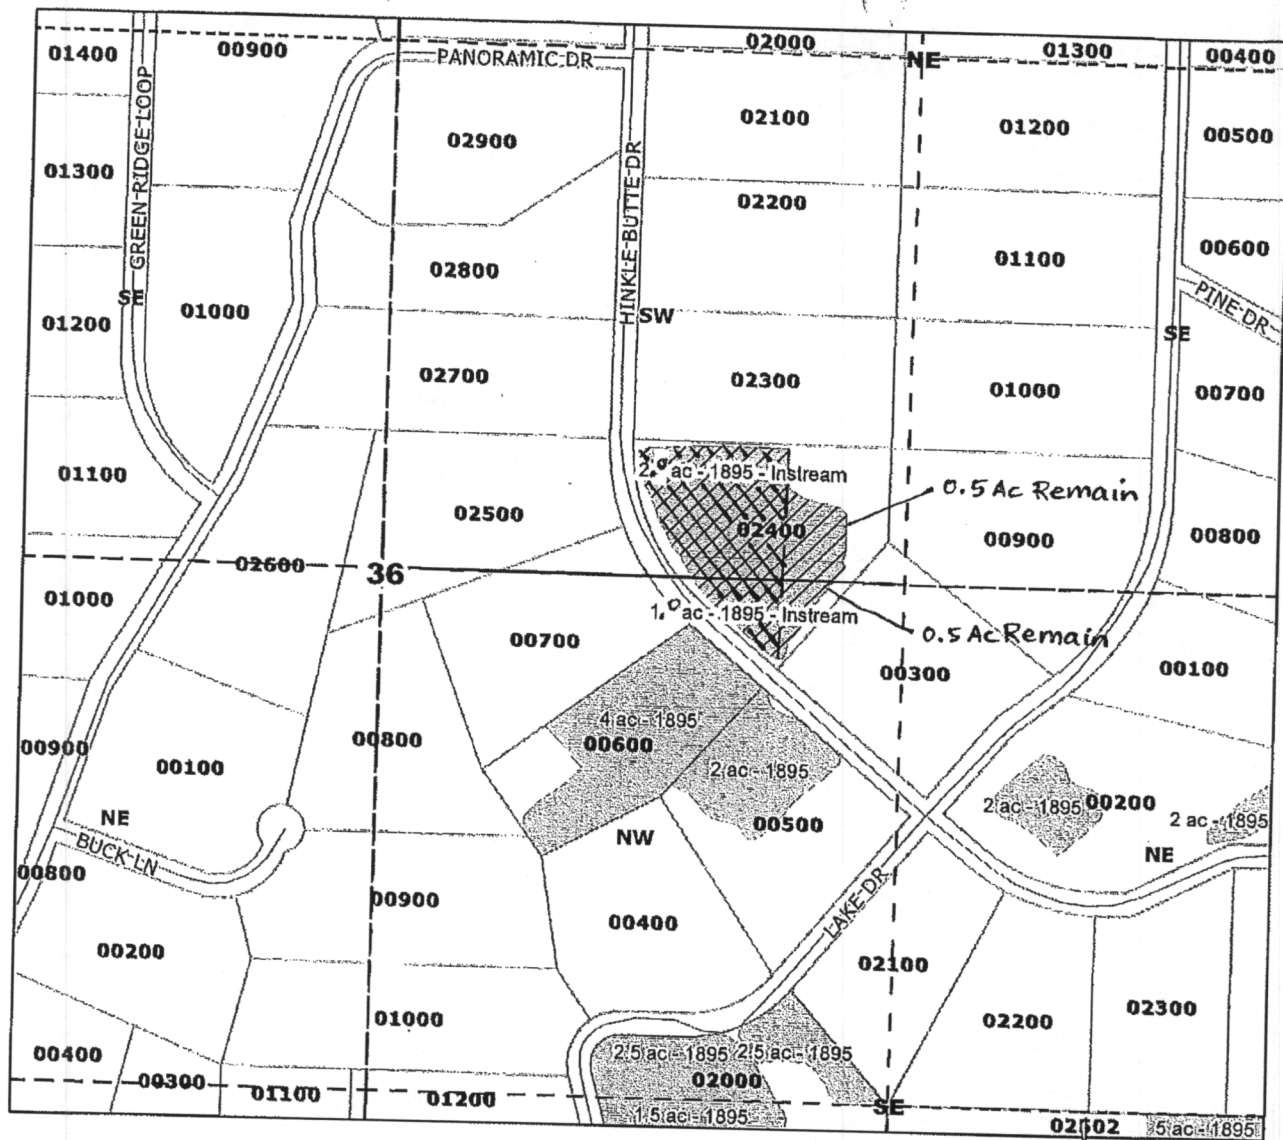 02000
01300
00400
01400
00900
PANORAMIC DR
NE
02100
01200
00500
02900
01300
GREEN RIDGE LOOP
HINKLE BUTTE DR
02200
00600
01100
02800
SE
01000
01200
SW
PINE DR
SE
02700
02300
01000
00700
01100
2.0 ac - 1895 - Instream
0.5 Ac Remain
02500
02400
00900
00800
02600
36
01000
1.0 ac - 1895 - Instream
0.5 Ac Remain
00700
00300
00100
4 ac - 1895
00600
00800
00900
00100
2 ac - 1895
2 ac - 1895
00200
2 ac - 1895
NE
00500
NW
NE
BUCK LN
00800
00900
LAKE DR
00400
00200
02100
01000
02200
02300
00400
2.5 ac - 1895
2.5 ac - 1895
00300
02000
01100
01200
SE
1.5 ac - 1895
02502
5 ac - 1895